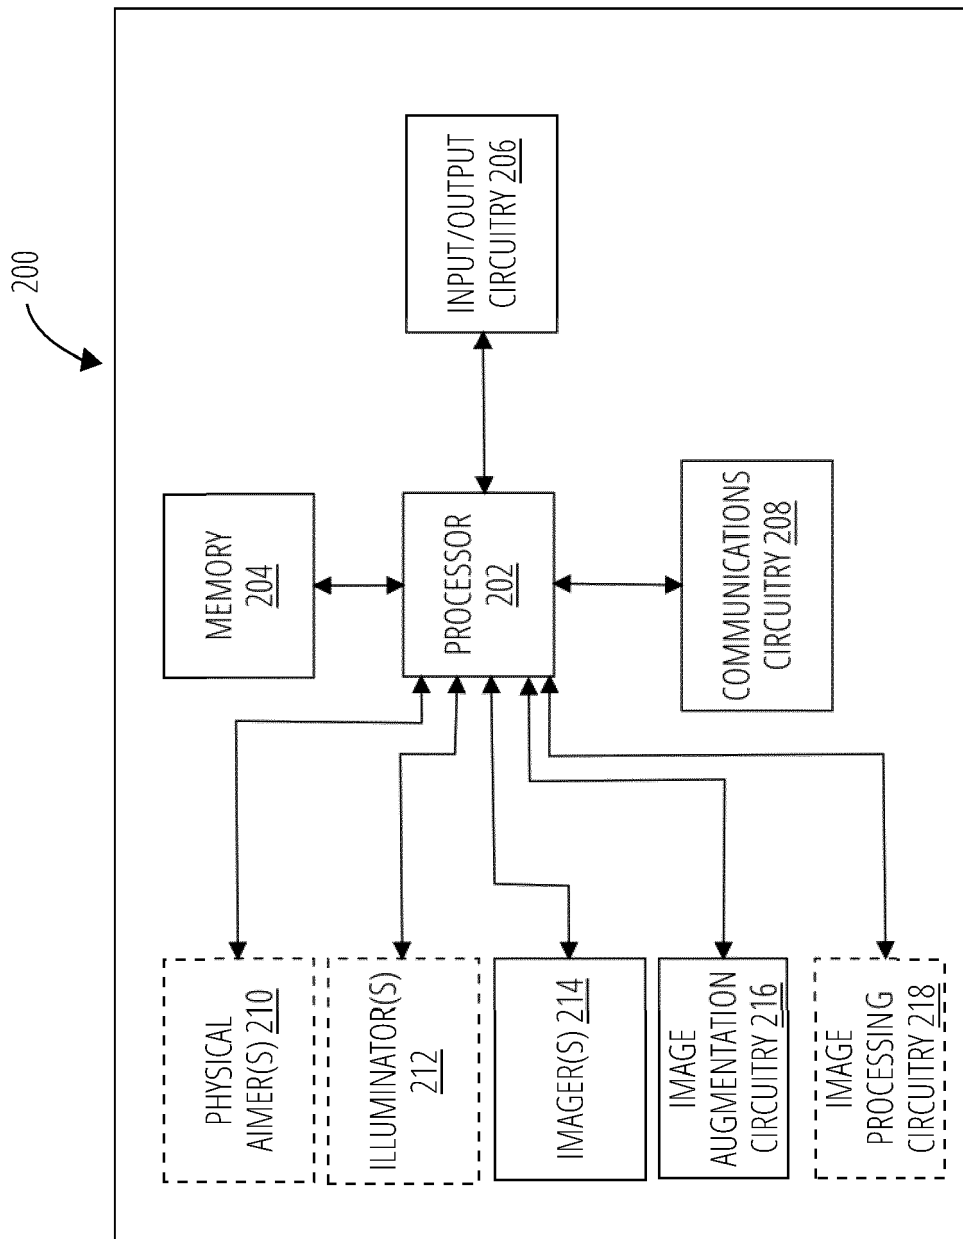 200
MEMORY
204
PROCESSOR
202
INPUT/OUTPUT
CIRCUITRY 206
COMMUNICATIONS
CIRCUITRY 208
PHYSICAL
AIMER(S) 210
ILLUMINATOR(S)
212
IMAGER(S) 214
IMAGE
AUGMENTATION
CIRCUITRY 216
IMAGE
PROCESSING
CIRCUITRY 218